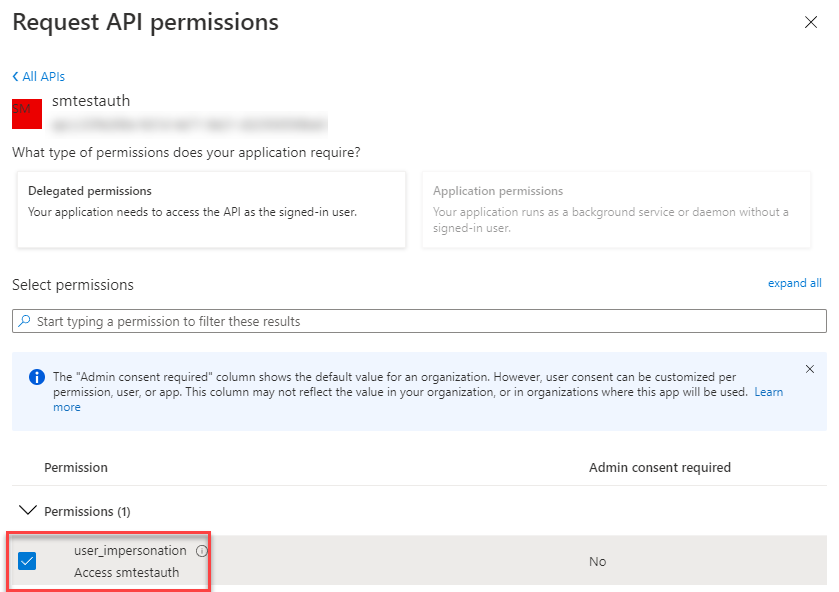 Request API permissions
All APIs
SM
smtestauth
What type of permissions does your application require?
Delegated permissions
Your application needs to access the API as the signed-in user.
Application permissions
Your application runs as a background service or daemon without a
signed-in user.
Select permissions
expand all
Start typing a permission to filter these results
The "Admin consent required" column shows the default value for an organization. However, user consent can be customized per
permission, user, or app. This column may not reflect the value in your organization, or in organizations where this app will be used. Learn
more
Permission
Admin consent required
Permissions (1)
user_impersonation
Access smtestauth
No